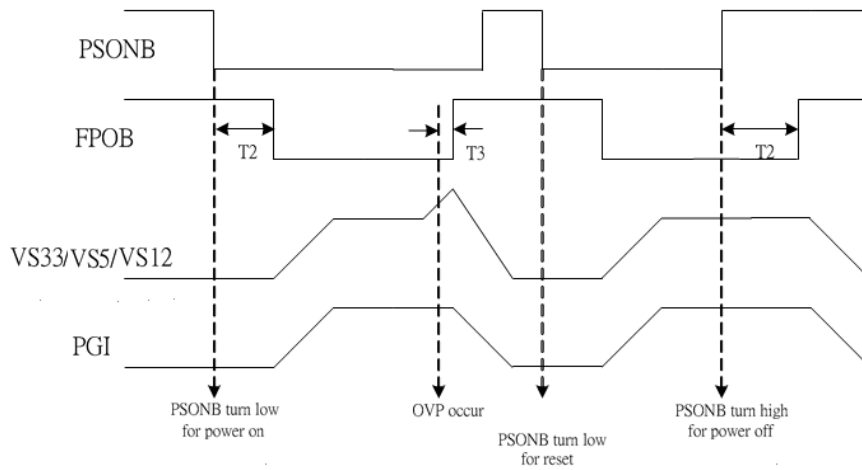 PSONB
FPOB
T2
T3
T2
VS33/VS5/VS12
PGI
PSONB turn low
for power on
OVP occur
PSONB turn low
for reset
PSONB turn high
for power off